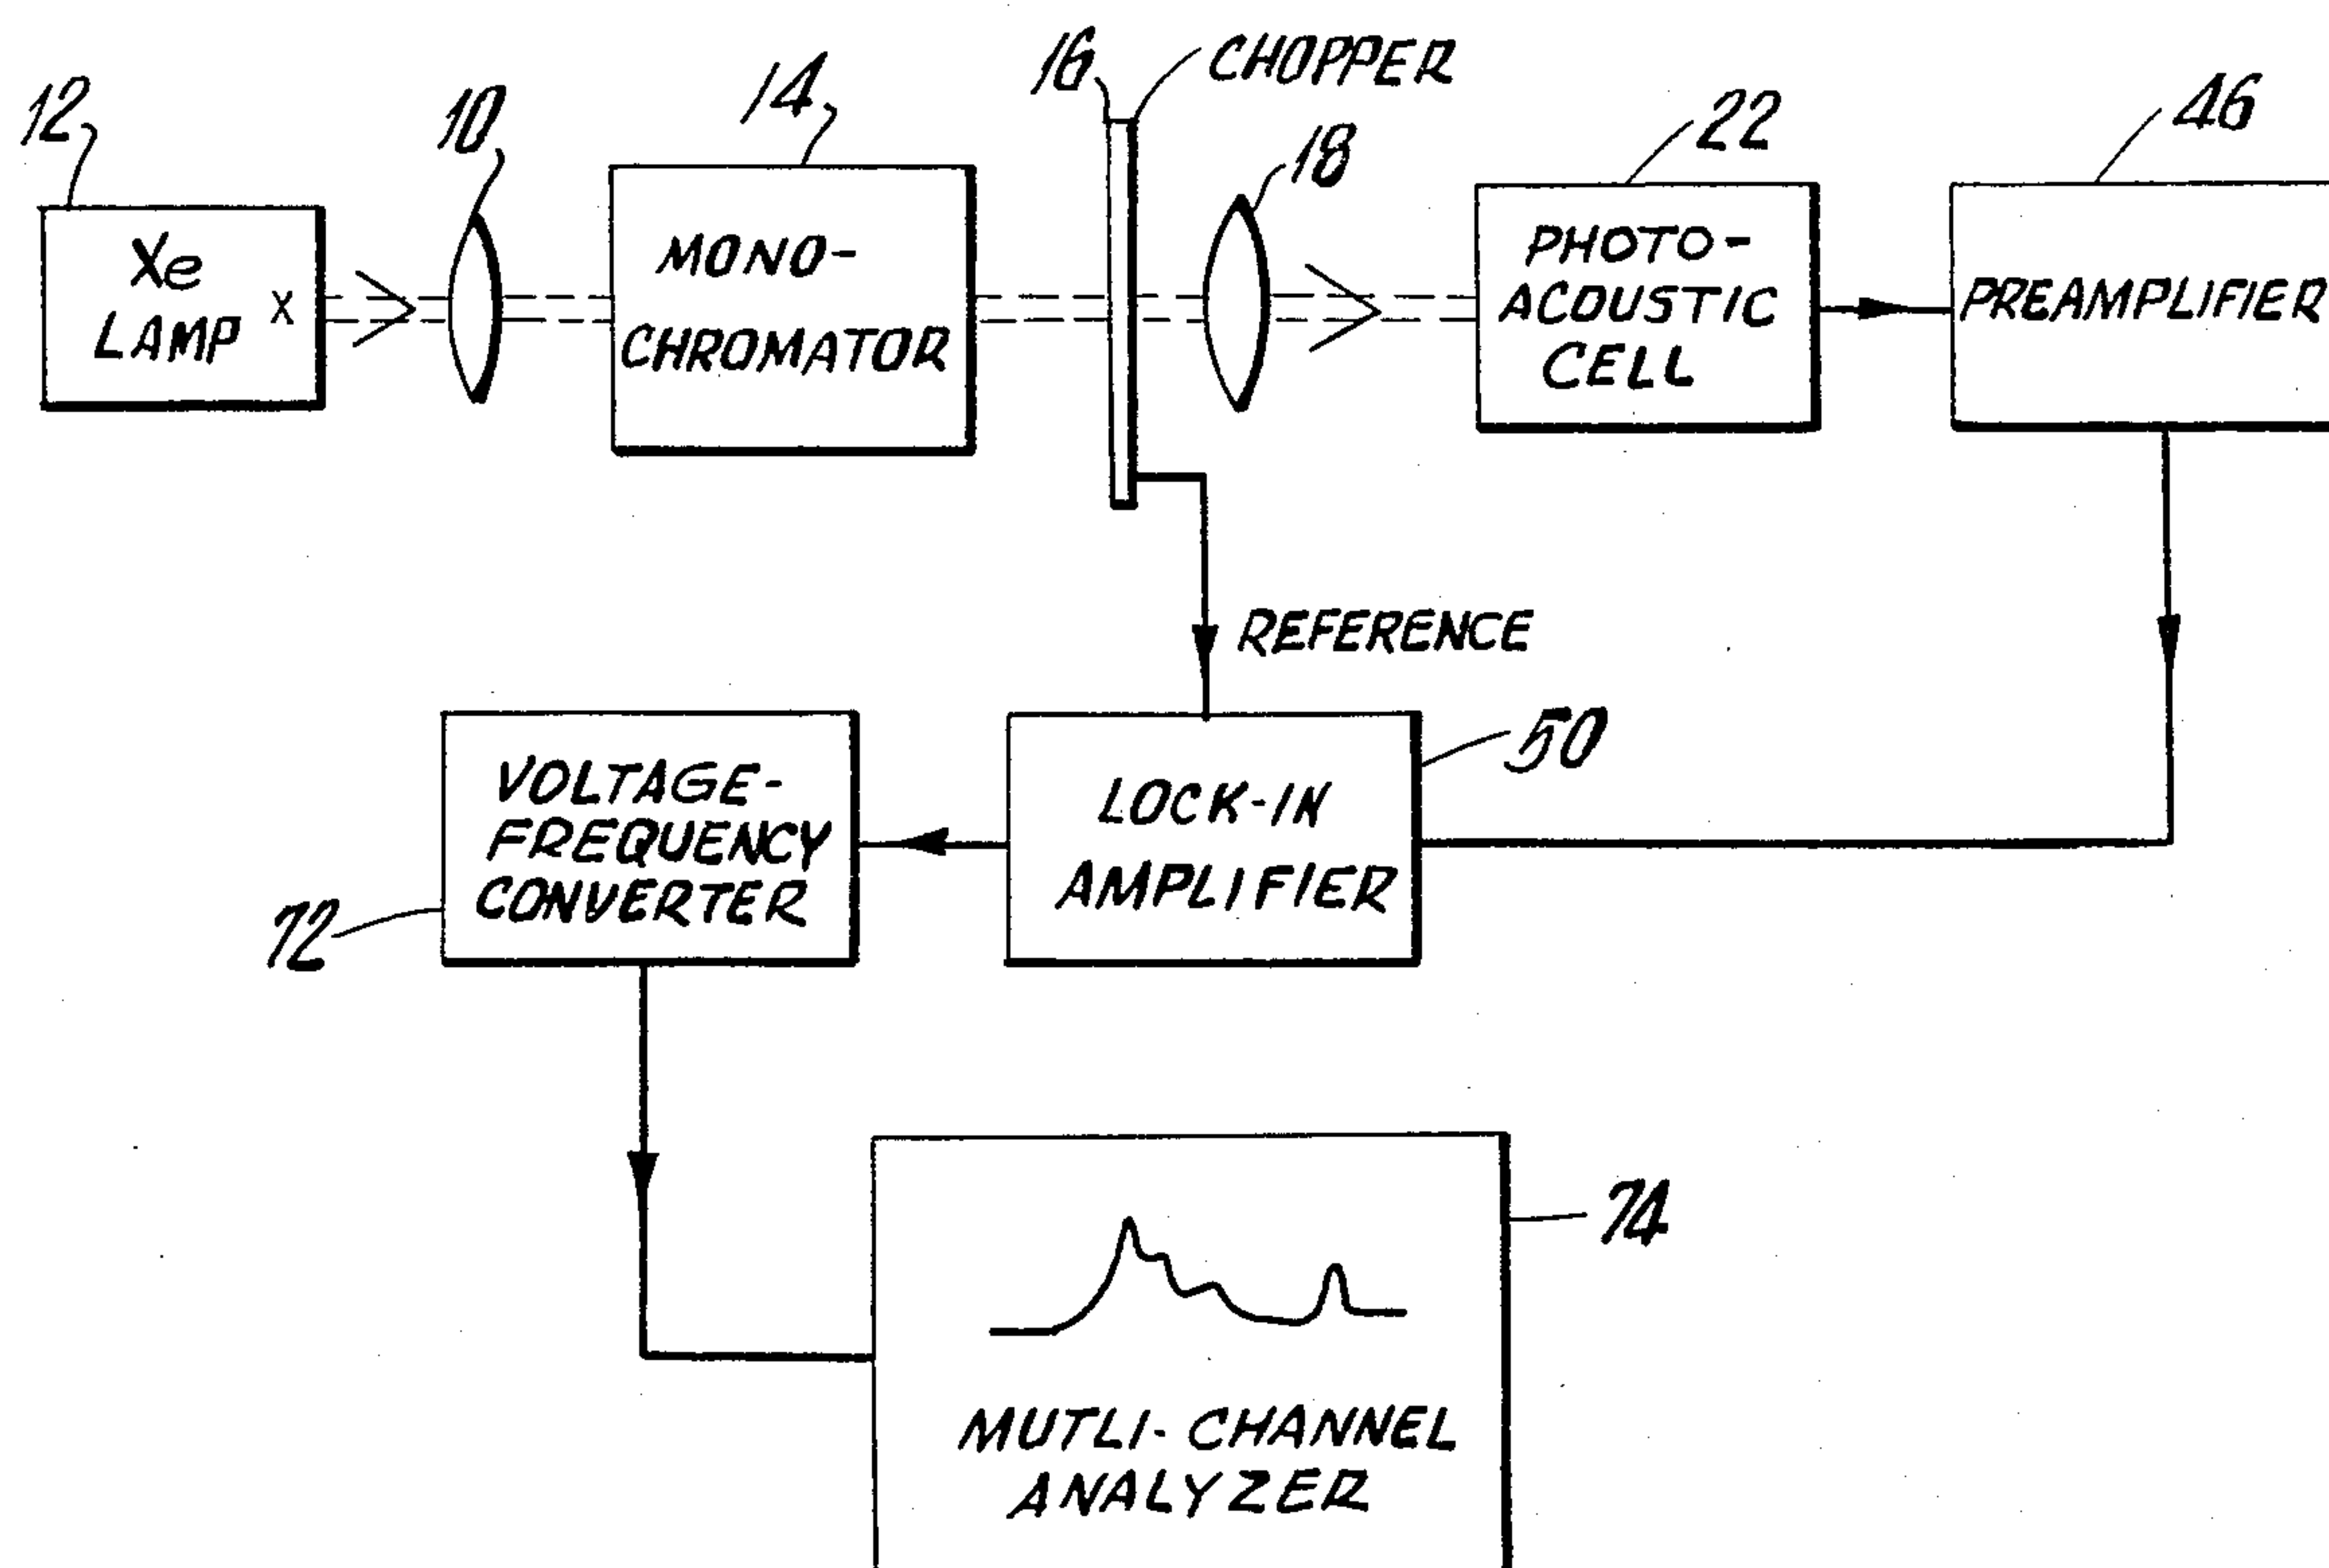 12
10
14
16
CHOPPER
18
22
46
Xe
LAMP X
MONO-
CHROMATOR
PHOTO-
ACOUSTIC
CELL
PREAMPLIFIER
REFERENCE
VOLTAGE-
FREQUENCY
CONVERTER
72
LOCK-IN
AMPLIFIER
50
74
MUTLI-CHANNEL
ANALYZER